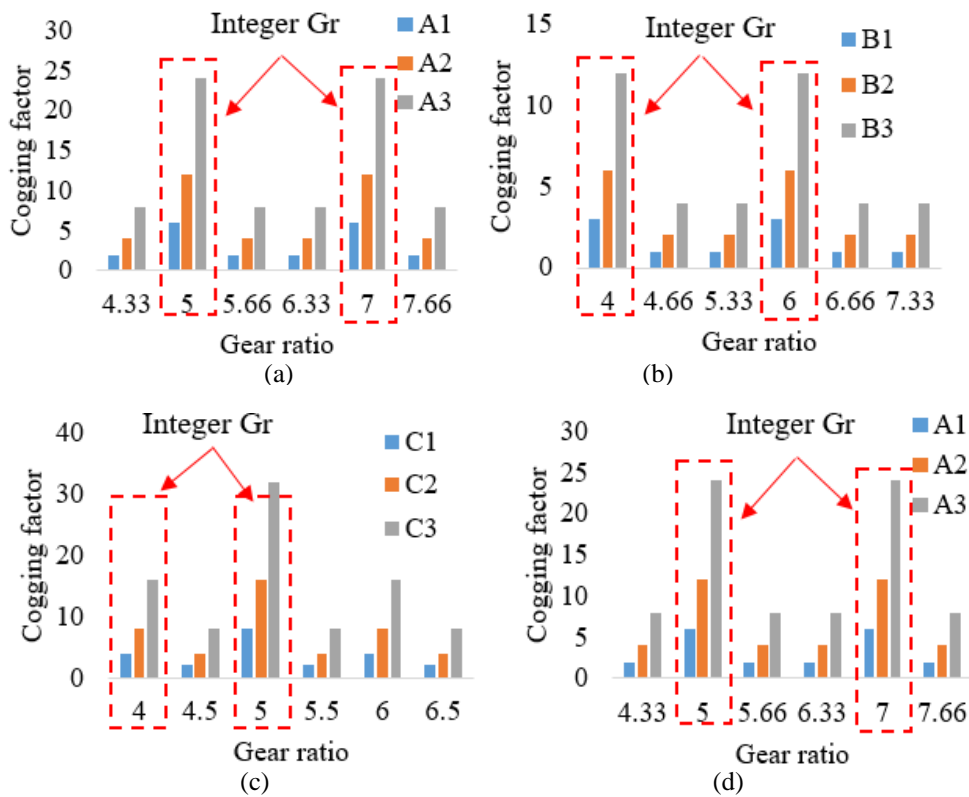 Integer Gr
A1
A2
A3
Cogging factor
30
25
20
15
10
5
0
4.33 5 5.66 6.33 7 7.66
Gear ratio
(a)
Integer Gr
B1
B2
B3
Cogging factor
15
10
5
0
4 4.66 5.33 6 6.66 7.33
Gear ratio
(b)
Integer Gr
C1
C2
C3
Cogging factor
40
30
20
10
0
4 4.5 5 5.5 6 6.5
Gear ratio
(c)
Integer Gr
A1
A2
A3
Cogging factor
30
25
20
15
10
5
0
4.33 5 5.66 6.33 7 7.66
Gear ratio
(d)